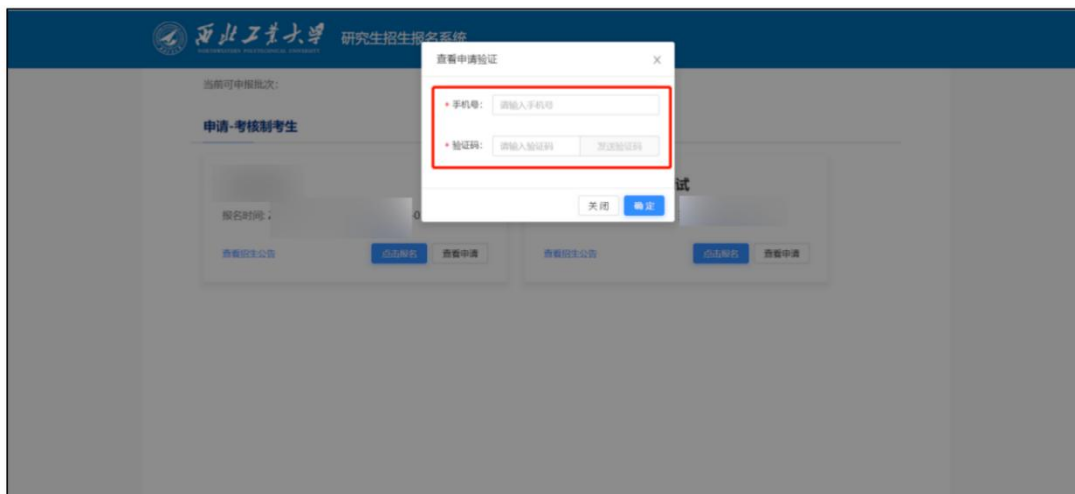 西北工业大学 研究生招生报名系统
NORTHWESTERN POLYTECHNICAL UNIVERSITY
查看申请验证
当前可申报批次：
* 手机号： 请输入手机号
申请-考核制考生
* 验证码： 请输入验证码 发送验证码
试
关闭 确定
报名时间:
查看招生公告 点击报名 查看申请 查看招生公告 点击报名 查看申请